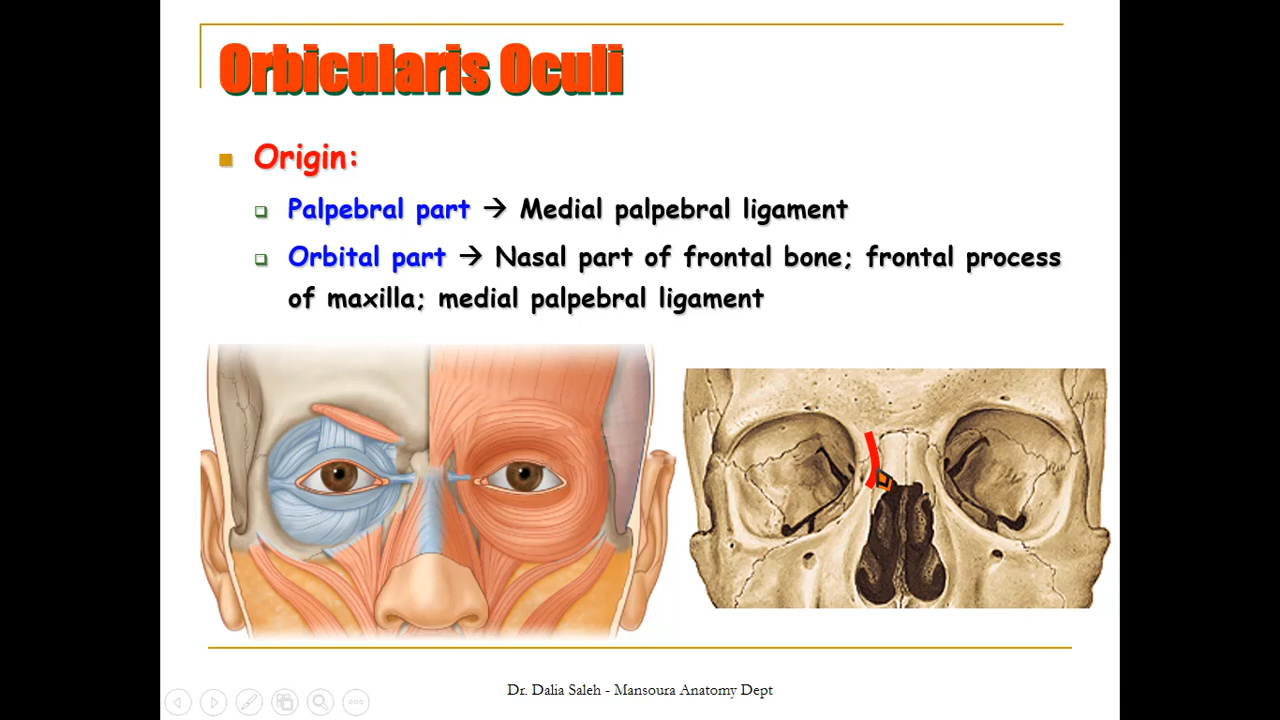 Orbicularis Oculi
Origin:
Palpebral part → Medial palpebral ligament
Orbital part → Nasal part of frontal bone; frontal process
of maxilla; medial palpebral ligament
Dr. Dalia Saleh - Mansoura Anatomy Dept